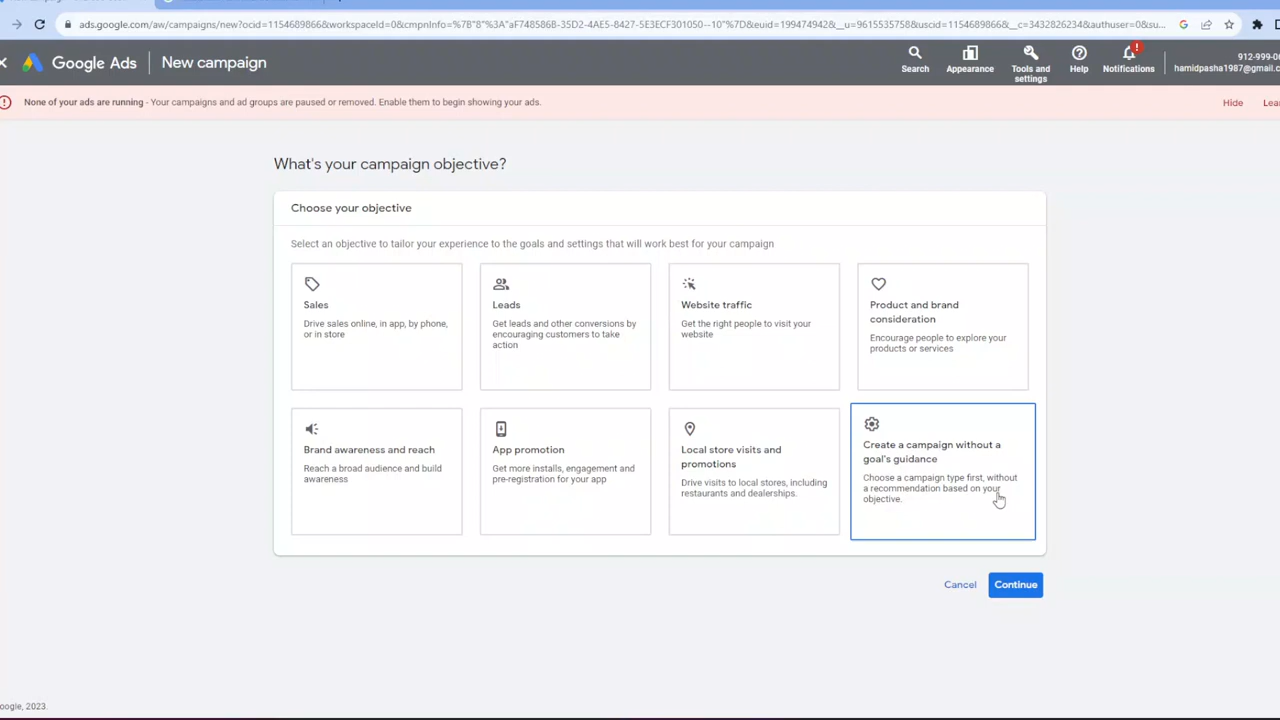 ads.google.com/aw/campaigns/new?ocid=1154689866&workspaceId=0&cmpnInfo=%7B"8"%3A"aF748586B-35D2-4AE5-8427-5E3ECF301050--10"%7D&euid=199474942&__u=9615535758&uscid=1154689866&__c=3432826234&authuser=0&su...
Google Ads
New campaign
Search
Appearance
Tools and
settings
Help
Notifications
hamidpasha1987@gmail.c
None of your ads are running - Your campaigns and ad groups are paused or removed. Enable them to begin showing your ads.
Hide
What's your campaign objective?
Choose your objective
Select an objective to tailor your experience to the goals and settings that will work best for your campaign
Sales
Drive sales online, in app, by phone,
or in store
Leads
Get leads and other conversions by
encouraging customers to take
action
Website traffic
Get the right people to visit your
website
Product and brand
consideration
Encourage people to explore your
products or services
Brand awareness and reach
Reach a broad audience and build
awareness
App promotion
Get more installs, engagement and
pre-registration for your app
Local store visits and
promotions
Drive visits to local stores, including
restaurants and dealerships.
Create a campaign without a
goal's guidance
Choose a campaign type first, without
a recommendation based on your
objective.
Cancel
Continue
oogle, 2023.